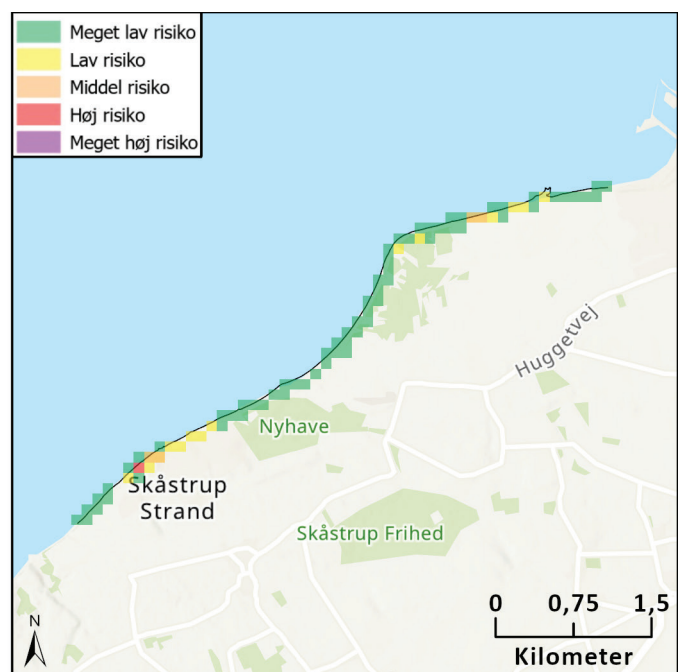 Meget lav risiko
Lav risiko
Middel risiko
Høj risiko
Meget høj risiko
Huggetvej
Nyhave
Skåstrup
Strand
Skåstrup Frihed
N
0 0,75 1,5
Kilometer